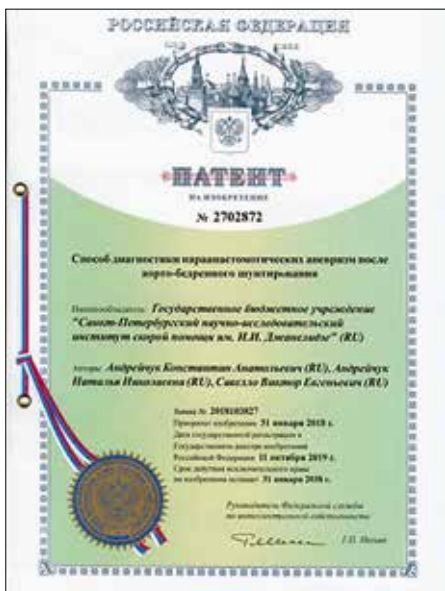 РОССИЙСКАЯ ФЕДЕРАЦИЯ
ПАТЕНТ
НА ИЗОБРЕТЕНИЕ
№ 2702872
Способ диагностики параанастомотических аневризм после
аорто-бедренного шунтирования
Патентообладатель: Государственное бюджетное учреждение
"Санкт-Петербургский научно-исследовательский
институт скорой помощи им. И.И. Джанелидзе" (RU)
Авторы: Андрейчук Константин Анатольевич (RU), Андрейчук
Наталья Николаевна (RU), Савелло Виктор Евгеньевич (RU)
Заявка № 2018103827
Приоритет изобретения 31 января 2018 г.
Дата государственной регистрации в
Государственном реестре изобретений
Российской Федерации 11 октября 2019 г.
Срок действия исключительного права
на изобретение истекает 31 января 2038 г.
Руководитель Федеральной службы
по интеллектуальной собственности
Г.П. Ивлиев